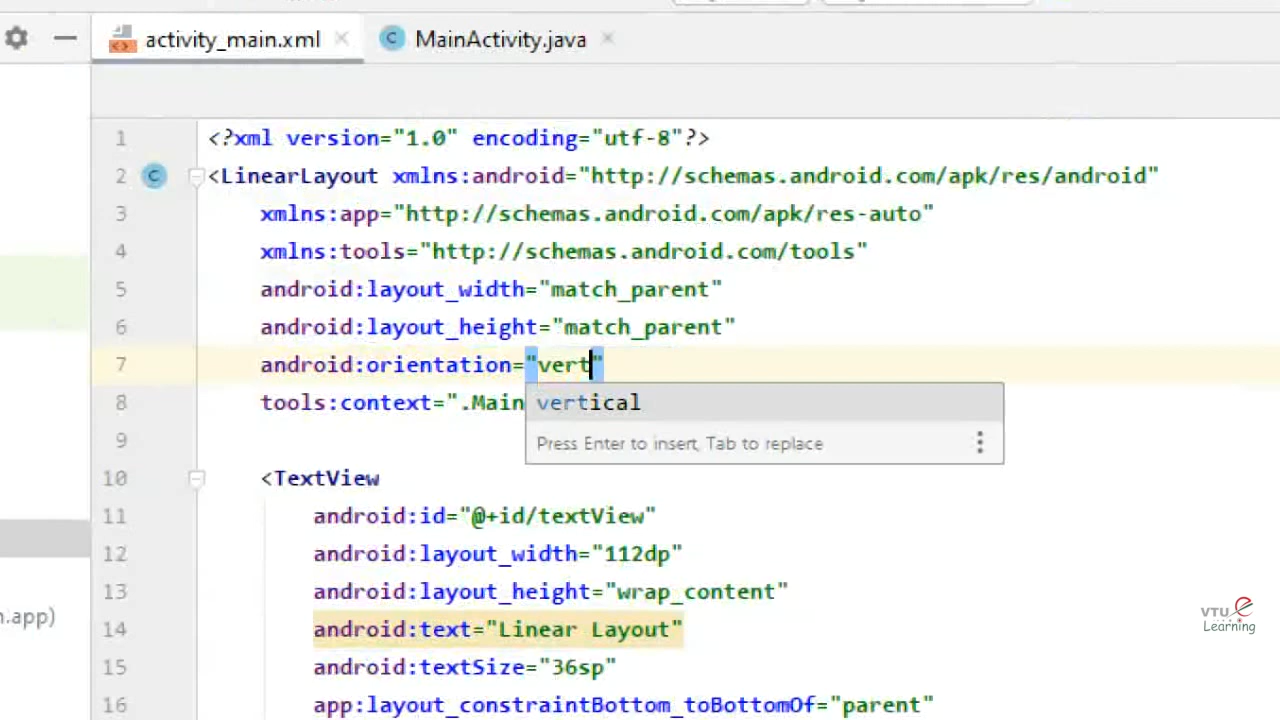 activity_main.xml
MainActivity.java
1 <?xml version="1.0" encoding="utf-8"?>
2 <LinearLayout xmlns:android="http://schemas.android.com/apk/res/android"
3 xmlns:app="http://schemas.android.com/apk/res-auto"
4 xmlns:tools="http://schemas.android.com/tools"
5 android:layout_width="match_parent"
6 android:layout_height="match_parent"
7 android:orientation="vert"
8 tools:context=".Main
vertical
Press Enter to insert, Tab to replace
9
10 <TextView
11 android:id="@+id/textView"
12 android:layout_width="112dp"
13 android:layout_height="wrap_content"
n.app)
14 android:text="Linear Layout"
15 android:textSize="36sp"
16 app:layout_constraintBottom_toBottomOf="parent"
VTU e
Learning